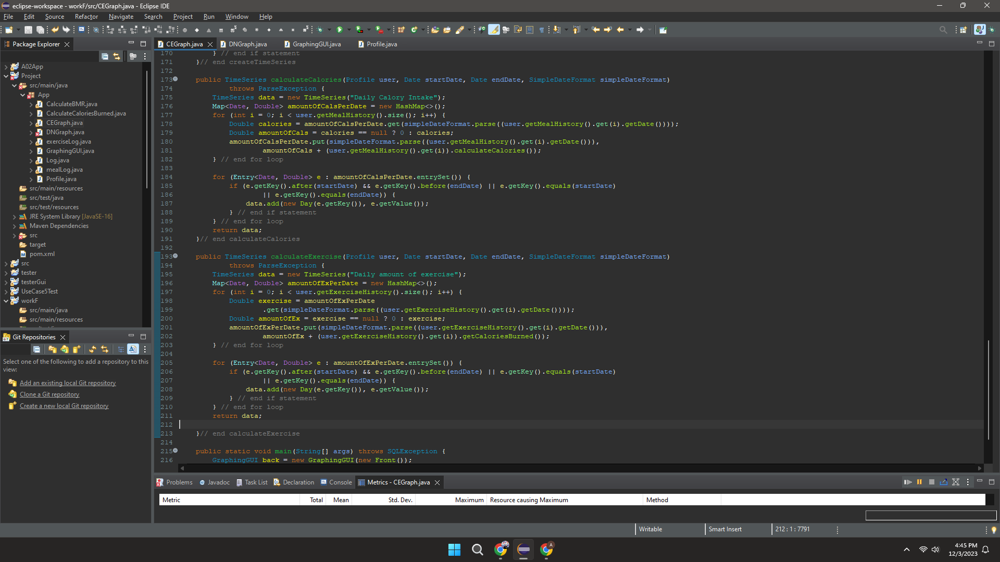 eclipse-workspace - workF/src/CEGraph.java - Eclipse IDE
File Edit Source Refactor Navigate Search Project Run Window Help
Package Explorer
A02App
Project
src/main/java
App
CalculateBMR.java
CalculateCaloriesBurned.java
CEGraph.java
DNGraph.java
exerciseLog.java
GraphingGUI.java
Log.java
mealLog.java
Profile.java
src/main/resources
src/test/java
src/test/resources
JRE System Library [JavaSE-16]
Maven Dependencies
src
target
pom.xml
src
tester
testerGui
UseCase5Test
workF
src/main/java
src/main/resources
Git Repositories
Select one of the following to add a repository to this
view:
Add an existing local Git repository
Clone a Git repository
Create a new local Git repository
CEGraph.java DNGraph.java GraphingGUI.java Profile.java
170 } // end if statement
171 }// end createTimeSeries
172
173 public TimeSeries calculateCalories(Profile user, Date startDate, Date endDate, SimpleDateFormat simpleDateFormat)
174 throws ParseException {
175 TimeSeries data = new TimeSeries("Daily Calory Intake");
176 Map<Date, Double> amountOfCalsPerDate = new HashMap<>();
177 for (int i = 0; i < user.getMealHistory().size(); i++) {
178 Double calories = amountOfCalsPerDate.get(simpleDateFormat.parse((user.getMealHistory().get(i).getDate())));
179 Double amountOfCals = calories == null ? 0 : calories;
180 amountOfCalsPerDate.put(simpleDateFormat.parse((user.getMealHistory().get(i).getDate())),
181 amountOfCals + (user.getMealHistory().get(i)).calculateCalories());
182 } // end for loop
183
184 for (Entry<Date, Double> e : amountOfCalsPerDate.entrySet()) {
185 if (e.getKey().after(startDate) && e.getKey().before(endDate) || e.getKey().equals(startDate)
186 || e.getKey().equals(endDate)) {
187 data.add(new Day(e.getKey()), e.getValue());
188 } // end if statement
189 } // end for loop
190 return data;
191 }// end calculateCalories
192
193 public TimeSeries calculateExercise(Profile user, Date startDate, Date endDate, SimpleDateFormat simpleDateFormat)
194 throws ParseException {
195 TimeSeries data = new TimeSeries("Daily amount of exercise");
196 Map<Date, Double> amountOfExPerDate = new HashMap<>();
197 for (int i = 0; i < user.getExerciseHistory().size(); i++) {
198 Double exercise = amountOfExPerDate
199 .get(simpleDateFormat.parse((user.getExerciseHistory().get(i).getDate())));
200 Double amountOfEx = exercise == null ? 0 : exercise;
201 amountOfExPerDate.put(simpleDateFormat.parse((user.getExerciseHistory().get(i).getDate())),
202 amountOfEx + (user.getExerciseHistory().get(i)).getCaloriesBurned());
203 } // end for loop
204
205 for (Entry<Date, Double> e : amountOfExPerDate.entrySet()) {
206 if (e.getKey().after(startDate) && e.getKey().before(endDate) || e.getKey().equals(startDate)
207 || e.getKey().equals(endDate)) {
208 data.add(new Day(e.getKey()), e.getValue());
209 } // end if statement
210 } // end for loop
211 return data;
212
213 }// end calculateExercise
214
215 public static void main(String[] args) throws SQLException {
216 GraphingGUI back = new GraphingGUI(new Front());
Problems Javadoc Task List Declaration Console Metrics - CEGraph.java
Metric Total Mean Std. Dev. Maximum Resource causing Maximum Method
Writable Smart Insert 212 : 1 : 7791
4:45 PM
12/3/2023